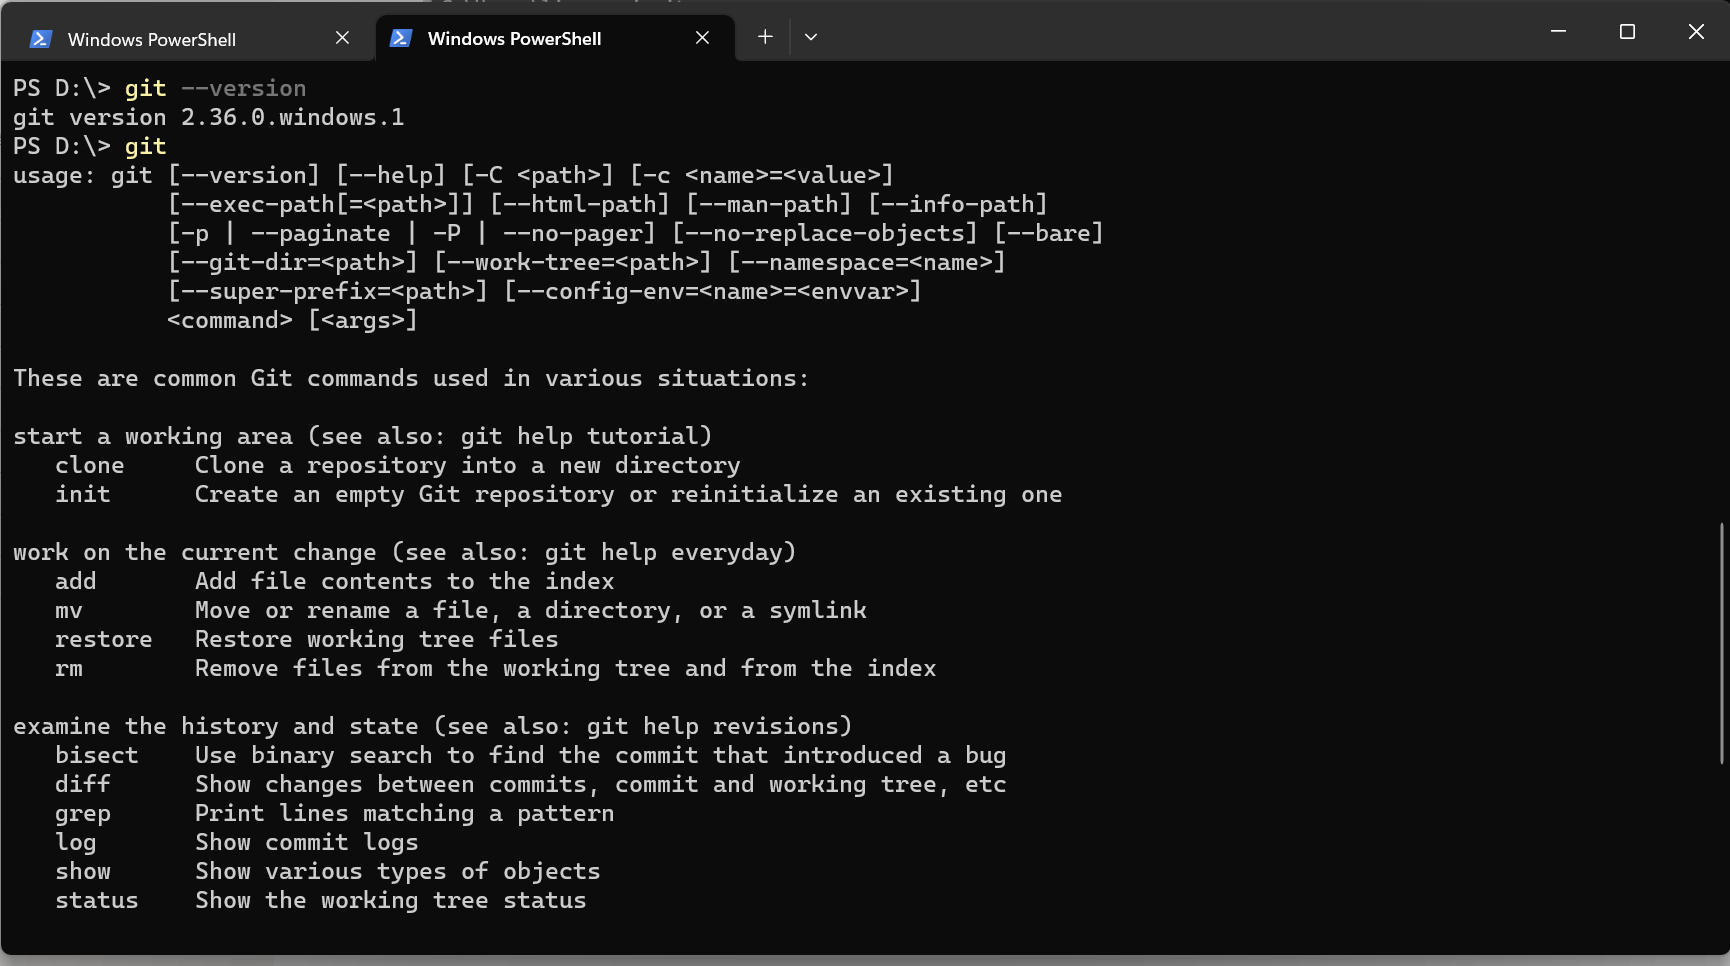 Windows PowerShell
Windows PowerShell
PS D:\> git --version
git version 2.36.0.windows.1
PS D:\> git
usage: git [--version] [--help] [-C <path>] [-c <name>=<value>]
           [--exec-path[=<path>]] [--html-path] [--man-path] [--info-path]
           [-p | --paginate | -P | --no-pager] [--no-replace-objects] [--bare]
           [--git-dir=<path>] [--work-tree=<path>] [--namespace=<name>]
           [--super-prefix=<path>] [--config-env=<name>=<envvar>]
           <command> [<args>]
These are common Git commands used in various situations:
start a working area (see also: git help tutorial)
   clone     Clone a repository into a new directory
   init      Create an empty Git repository or reinitialize an existing one
work on the current change (see also: git help everyday)
   add       Add file contents to the index
   mv        Move or rename a file, a directory, or a symlink
   restore   Restore working tree files
   rm        Remove files from the working tree and from the index
examine the history and state (see also: git help revisions)
   bisect    Use binary search to find the commit that introduced a bug
   diff      Show changes between commits, commit and working tree, etc
   grep      Print lines matching a pattern
   log       Show commit logs
   show      Show various types of objects
   status    Show the working tree status